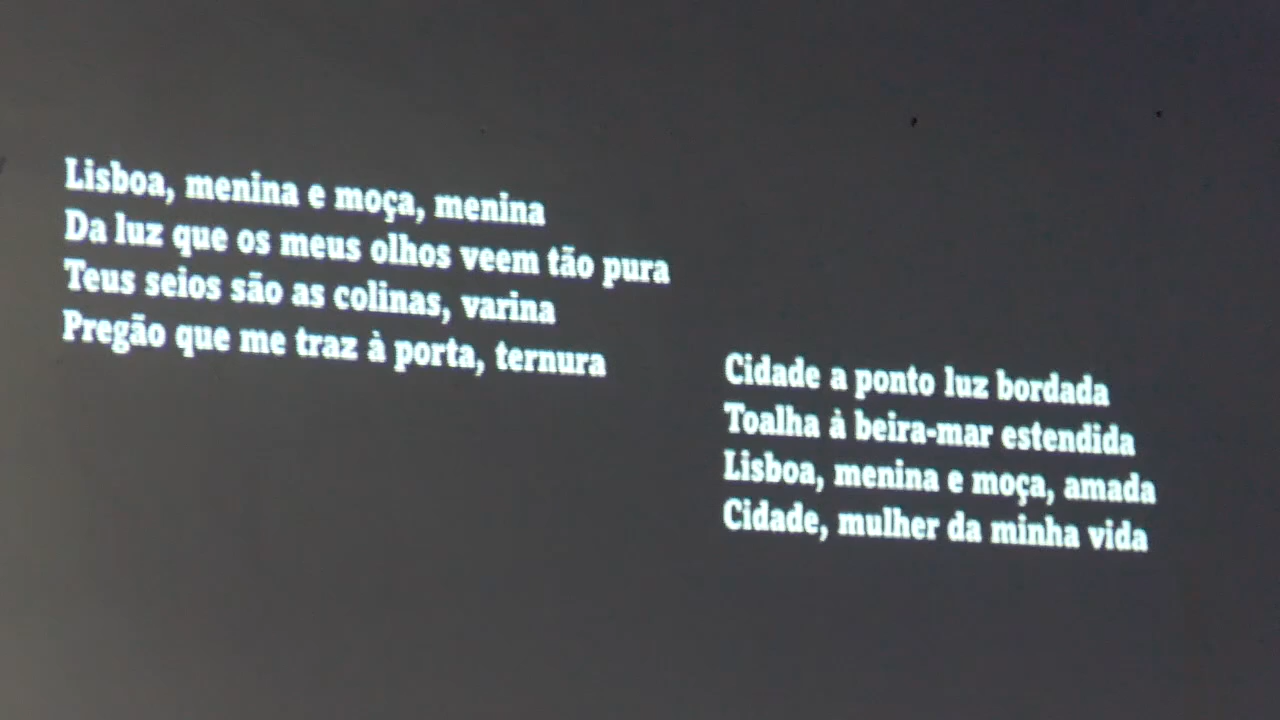 Lisboa, menina e moça, menina
Da luz que os meus olhos veem tão pura
Teus seios são as colinas, varina
Pregão que me traz à porta, ternura
Cidade a ponto luz bordada
Toalha à beira-mar estendida
Lisboa, menina e moça, amada
Cidade, mulher da minha vida